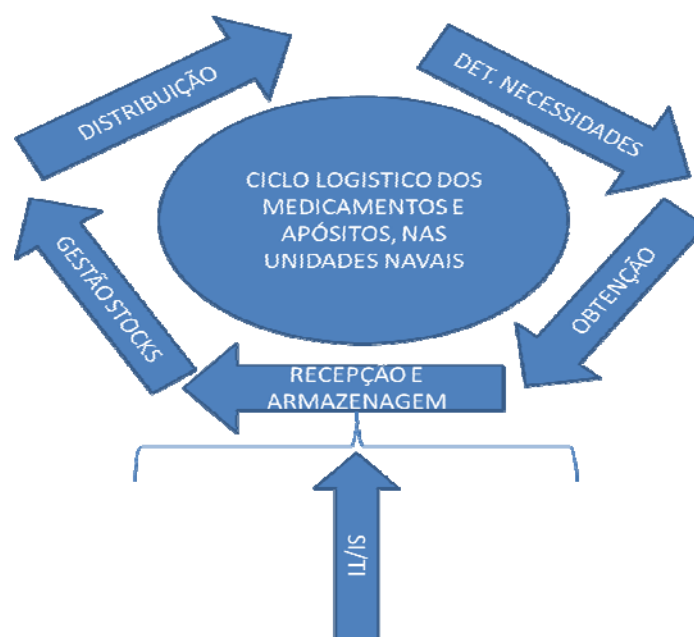 DISTRIBUIÇÃO
DET. NECESSIDADES
CICLO LOGISTICO DOS
MEDICAMENTOS E
APÓSITOS, NAS
UNIDADES NAVAIS
GESTÃO STOCKS
OBTENÇÃO
RECEPÇÃO E
ARMAZENAGEM
SI/TI